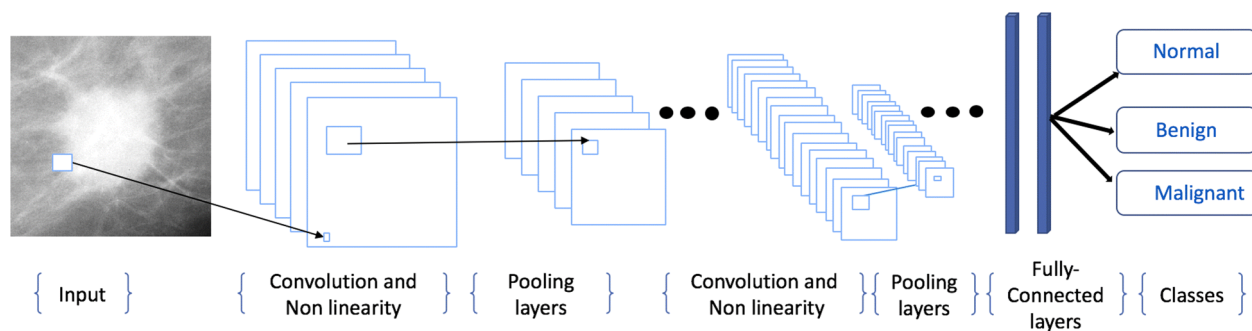 Normal
Benign
Malignant
Input
Convolution and
Non linearity
Pooling
layers
Convolution and
Non linearity
Pooling
layers
Fully-
Connected
layers
Classes